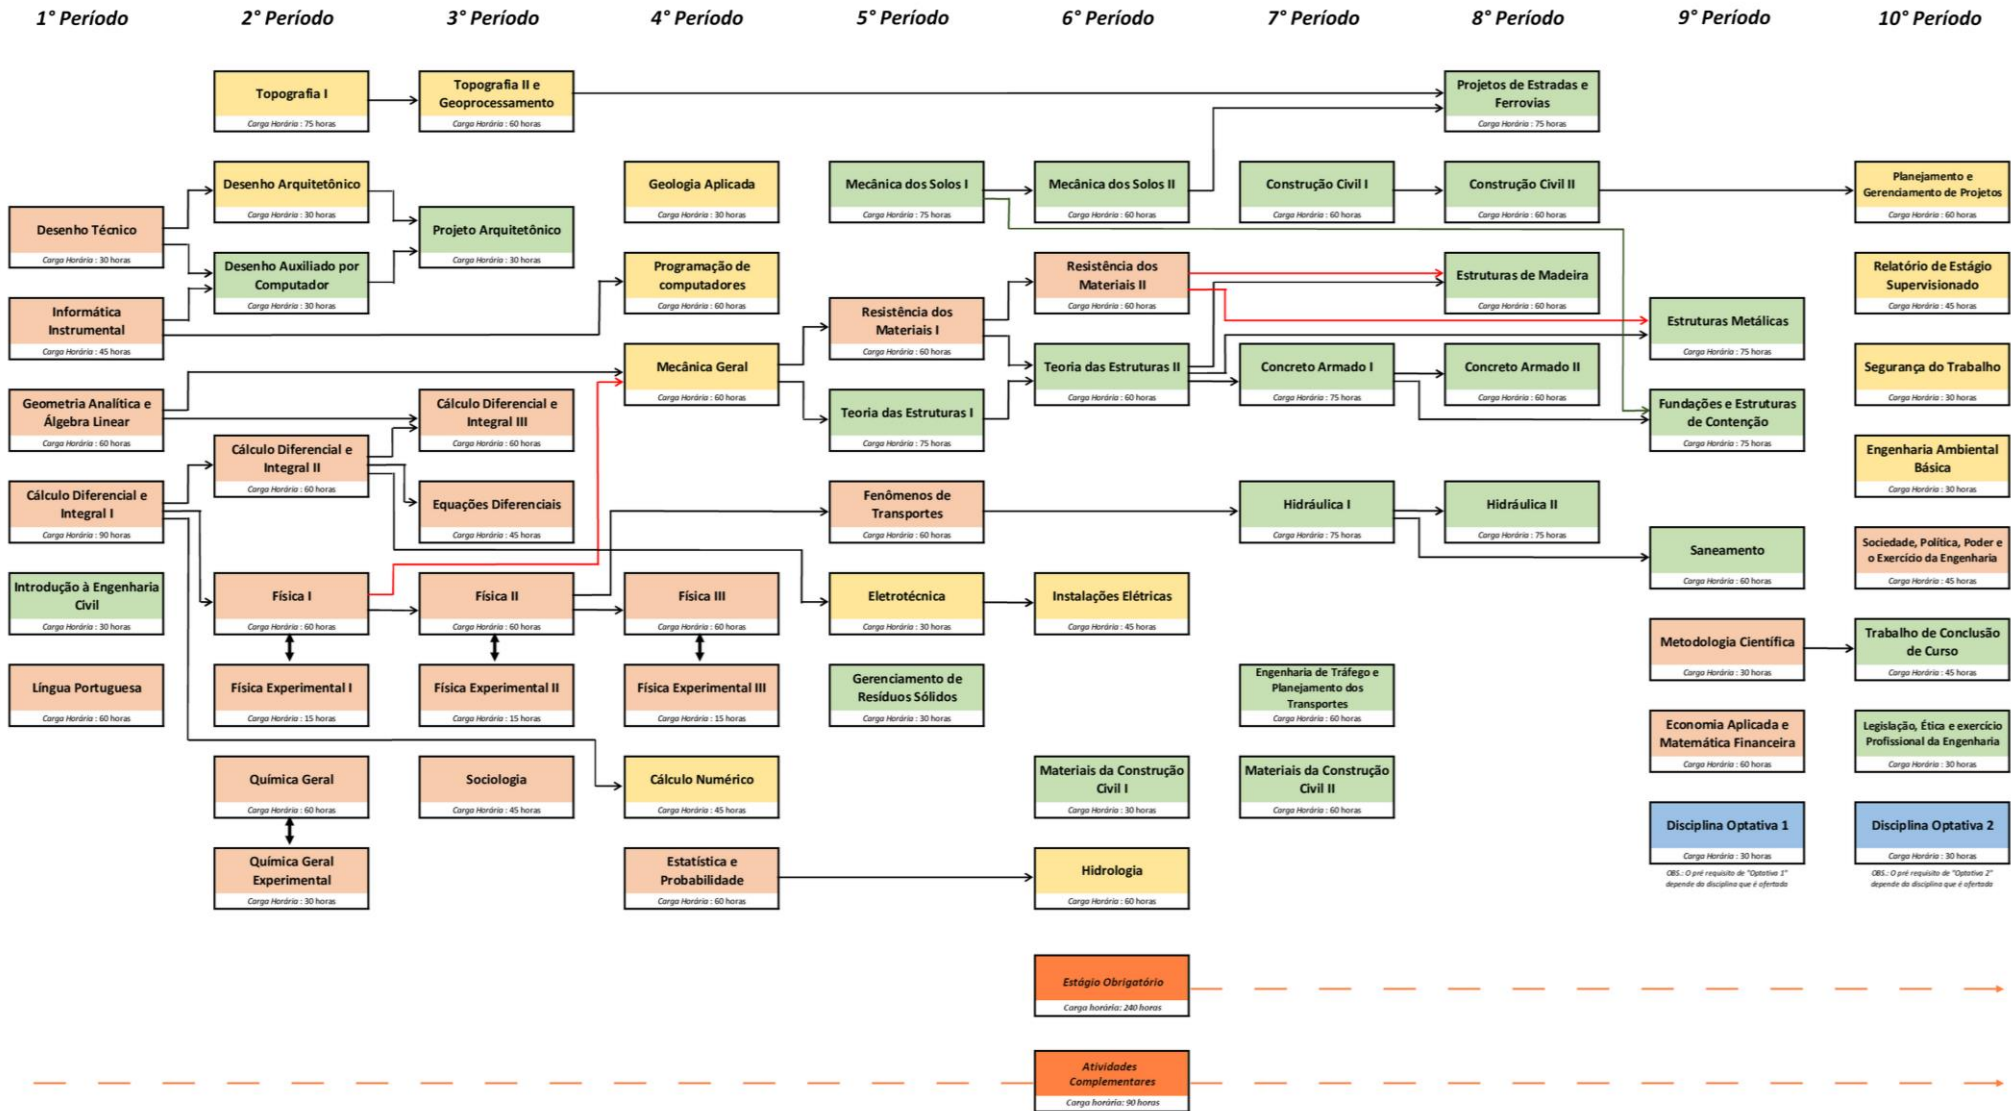 1° Período
2° Período
3° Período
4° Período
5° Período
6° Período
7° Período
8° Período
9° Período
10° Período
Topografia I
Carga Horária : 75 horas
Topografia II e
Geoprocessamento
Carga Horária : 60 horas
Projetos de Estradas e
Ferrovias
Carga Horária : 75 horas
Desenho Arquitetônico
Carga Horária : 30 horas
Geologia Aplicada
Carga Horária : 30 horas
Mecânica dos Solos I
Carga Horária : 75 horas
Mecânica dos Solos II
Carga Horária : 60 horas
Construção Civil I
Carga Horária : 60 horas
Construção Civil II
Carga Horária : 60 horas
Planejamento e
Gerenciamento de Projetos
Carga Horária : 60 horas
Desenho Técnico
Carga Horária : 30 horas
Projeto Arquitetônico
Carga Horária : 30 horas
Desenho Auxiliado por
Computador
Carga Horária : 30 horas
Programação de
computadores
Carga Horária : 60 horas
Resistência dos
Materiais II
Carga Horária : 60 horas
Estruturas de Madeira
Carga Horária : 60 horas
Relatório de Estágio
Supervisionado
Carga Horária : 45 horas
Informática
Instrumental
Carga Horária : 45 horas
Resistência dos
Materiais I
Carga Horária : 60 horas
Estruturas Metálicas
Carga Horária : 75 horas
Mecânica Geral
Carga Horária : 60 horas
Teoria das Estruturas II
Carga Horária : 60 horas
Concreto Armado I
Carga Horária : 75 horas
Concreto Armado II
Carga Horária : 60 horas
Segurança do Trabalho
Carga Horária : 30 horas
Geometria Analítica e
Álgebra Linear
Carga Horária : 60 horas
Cálculo Diferencial e
Integral III
Carga Horária : 60 horas
Teoria das Estruturas I
Carga Horária : 75 horas
Fundações e Estruturas
de Contenção
Carga Horária : 75 horas
Cálculo Diferencial e
Integral II
Carga Horária : 60 horas
Engenharia Ambiental
Básica
Carga Horária : 30 horas
Cálculo Diferencial e
Integral I
Carga Horária : 90 horas
Equações Diferenciais
Carga Horária : 45 horas
Fenômenos de
Transportes
Carga Horária : 60 horas
Hidráulica I
Carga Horária : 75 horas
Hidráulica II
Carga Horária : 75 horas
Saneamento
Carga Horária : 60 horas
Sociedade, Política, Poder e
o Exercício da Engenharia
Carga Horária : 45 horas
Introdução à Engenharia
Civil
Carga Horária : 30 horas
Física I
Carga Horária : 60 horas
Física II
Carga Horária : 60 horas
Física III
Carga Horária : 60 horas
Eletrotécnica
Carga Horária : 30 horas
Instalações Elétricas
Carga Horária : 45 horas
Metodologia Científica
Carga Horária : 30 horas
Trabalho de Conclusão
de Curso
Carga Horária : 45 horas
Língua Portuguesa
Carga Horária : 60 horas
Física Experimental I
Carga Horária : 15 horas
Física Experimental II
Carga Horária : 15 horas
Física Experimental III
Carga Horária : 15 horas
Gerenciamento de
Resíduos Sólidos
Carga Horária : 30 horas
Engenharia de Tráfego e
Planejamento dos
Transportes
Carga Horária : 60 horas
Economia Aplicada e
Matemática Financeira
Carga Horária : 60 horas
Legislação, Ética e exercício
Profissional da Engenharia
Carga Horária : 30 horas
Química Geral
Carga Horária : 60 horas
Sociologia
Carga Horária : 45 horas
Cálculo Numérico
Carga Horária : 45 horas
Materiais da Construção
Civil I
Carga Horária : 30 horas
Materiais da Construção
Civil II
Carga Horária : 60 horas
Disciplina Optativa 1
Carga Horária : 30 horas
OBS.: O pré requisito de "Optativa 1"
depende da disciplina que é ofertada
Disciplina Optativa 2
Carga Horária : 30 horas
OBS.: O pré requisito de "Optativa 2"
depende da disciplina que é ofertada
Química Geral
Experimental
Carga Horária : 30 horas
Estatística e
Probabilidade
Carga Horária : 60 horas
Hidrologia
Carga Horária : 60 horas
Estágio Obrigatório
Carga horária: 240 horas
Atividades
Complementares
Carga horária: 90 horas